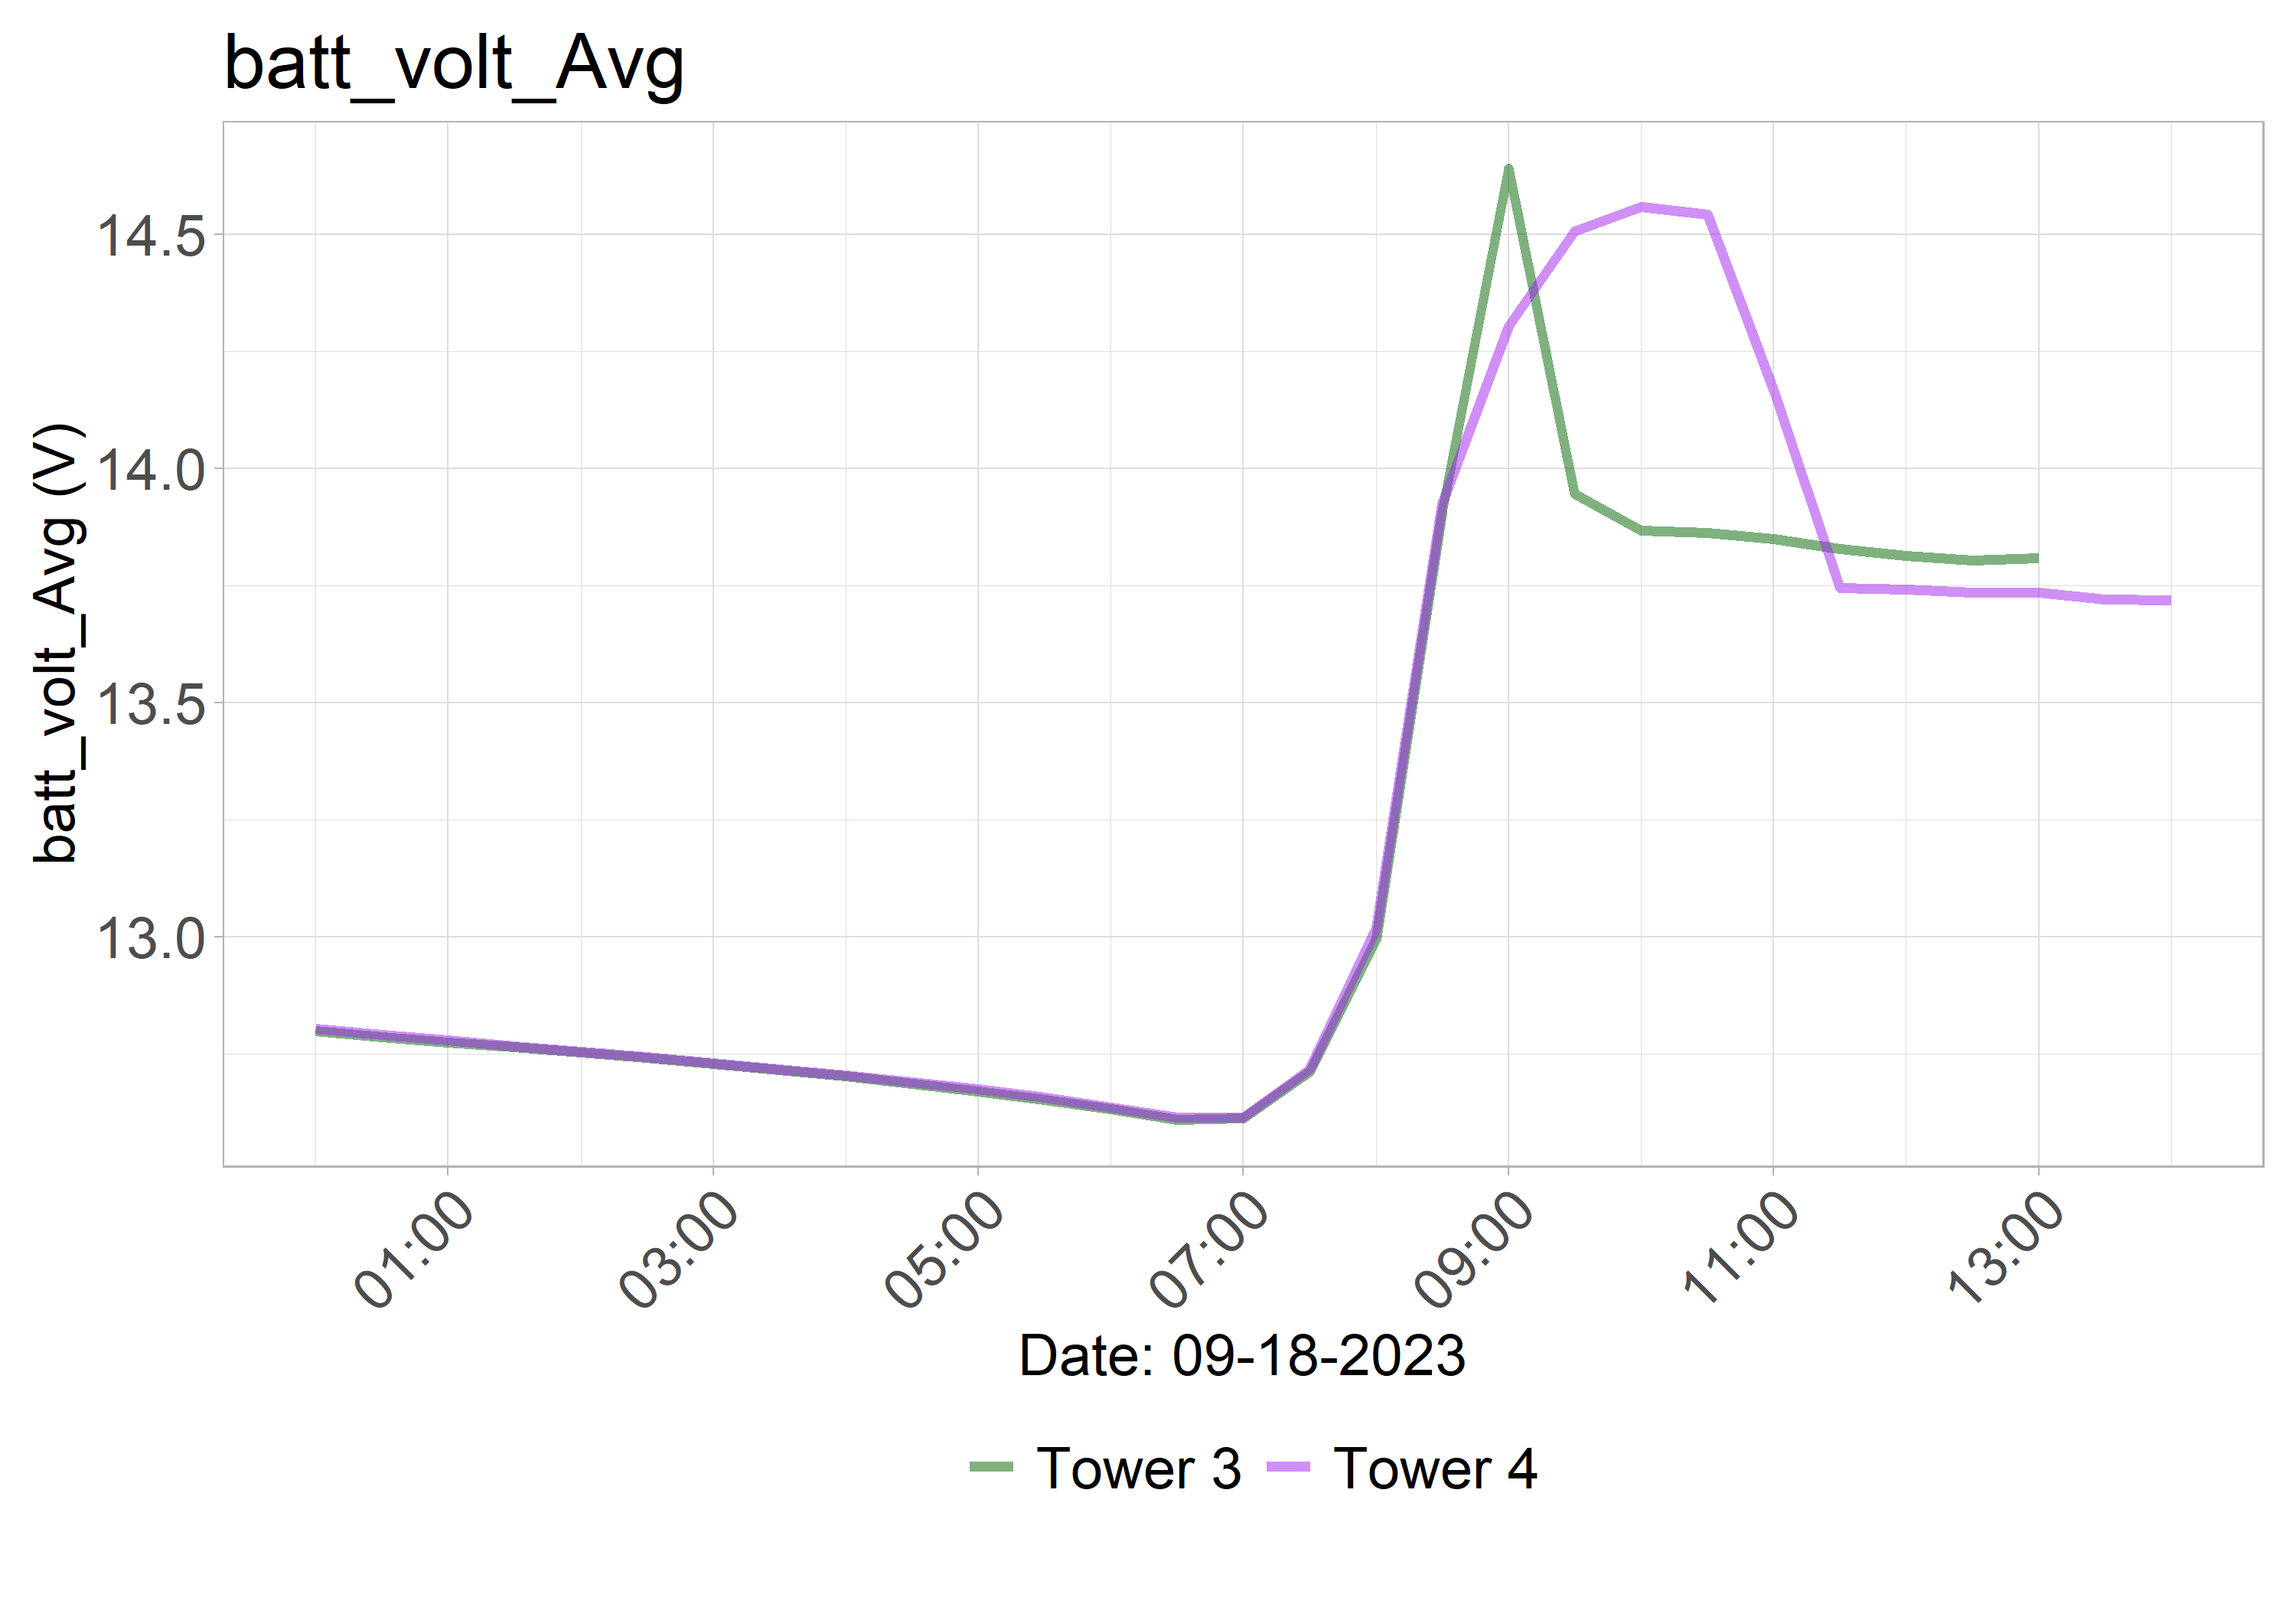 batt_volt_Avg
batt_volt_Avg (V)
14.5
14.0
13.5
13.0
01:00 03:00 05:00 07:00 09:00 11:00 13:00
Date: 09-18-2023
Tower 3 Tower 4